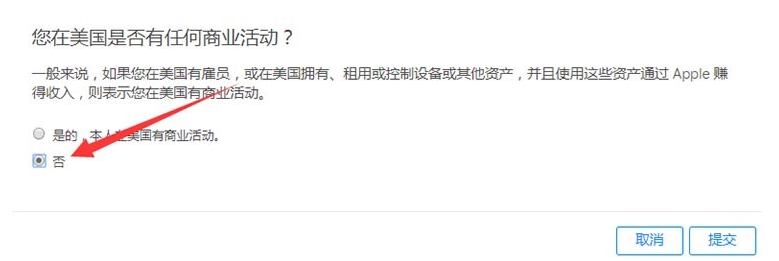 您在美国是否有任何商业活动？
一般来说，如果您在美国有雇员，或在美国拥有、租用或控制设备或其他资产，并且使用这些资产通过 Apple 赚
得收入，则表示您在美国有商业活动。
是的，本人在美国有商业活动。
否
取消
提交